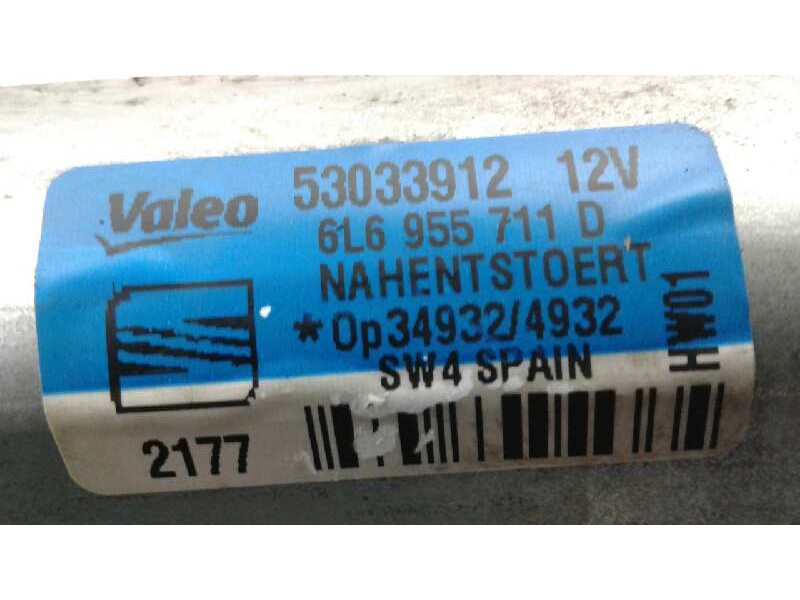 Valeo 53033912 12V
6L6 955 711 D
NAHENTSTOERT
*Op34932/4932
SW4 SPAIN
HW01
2177